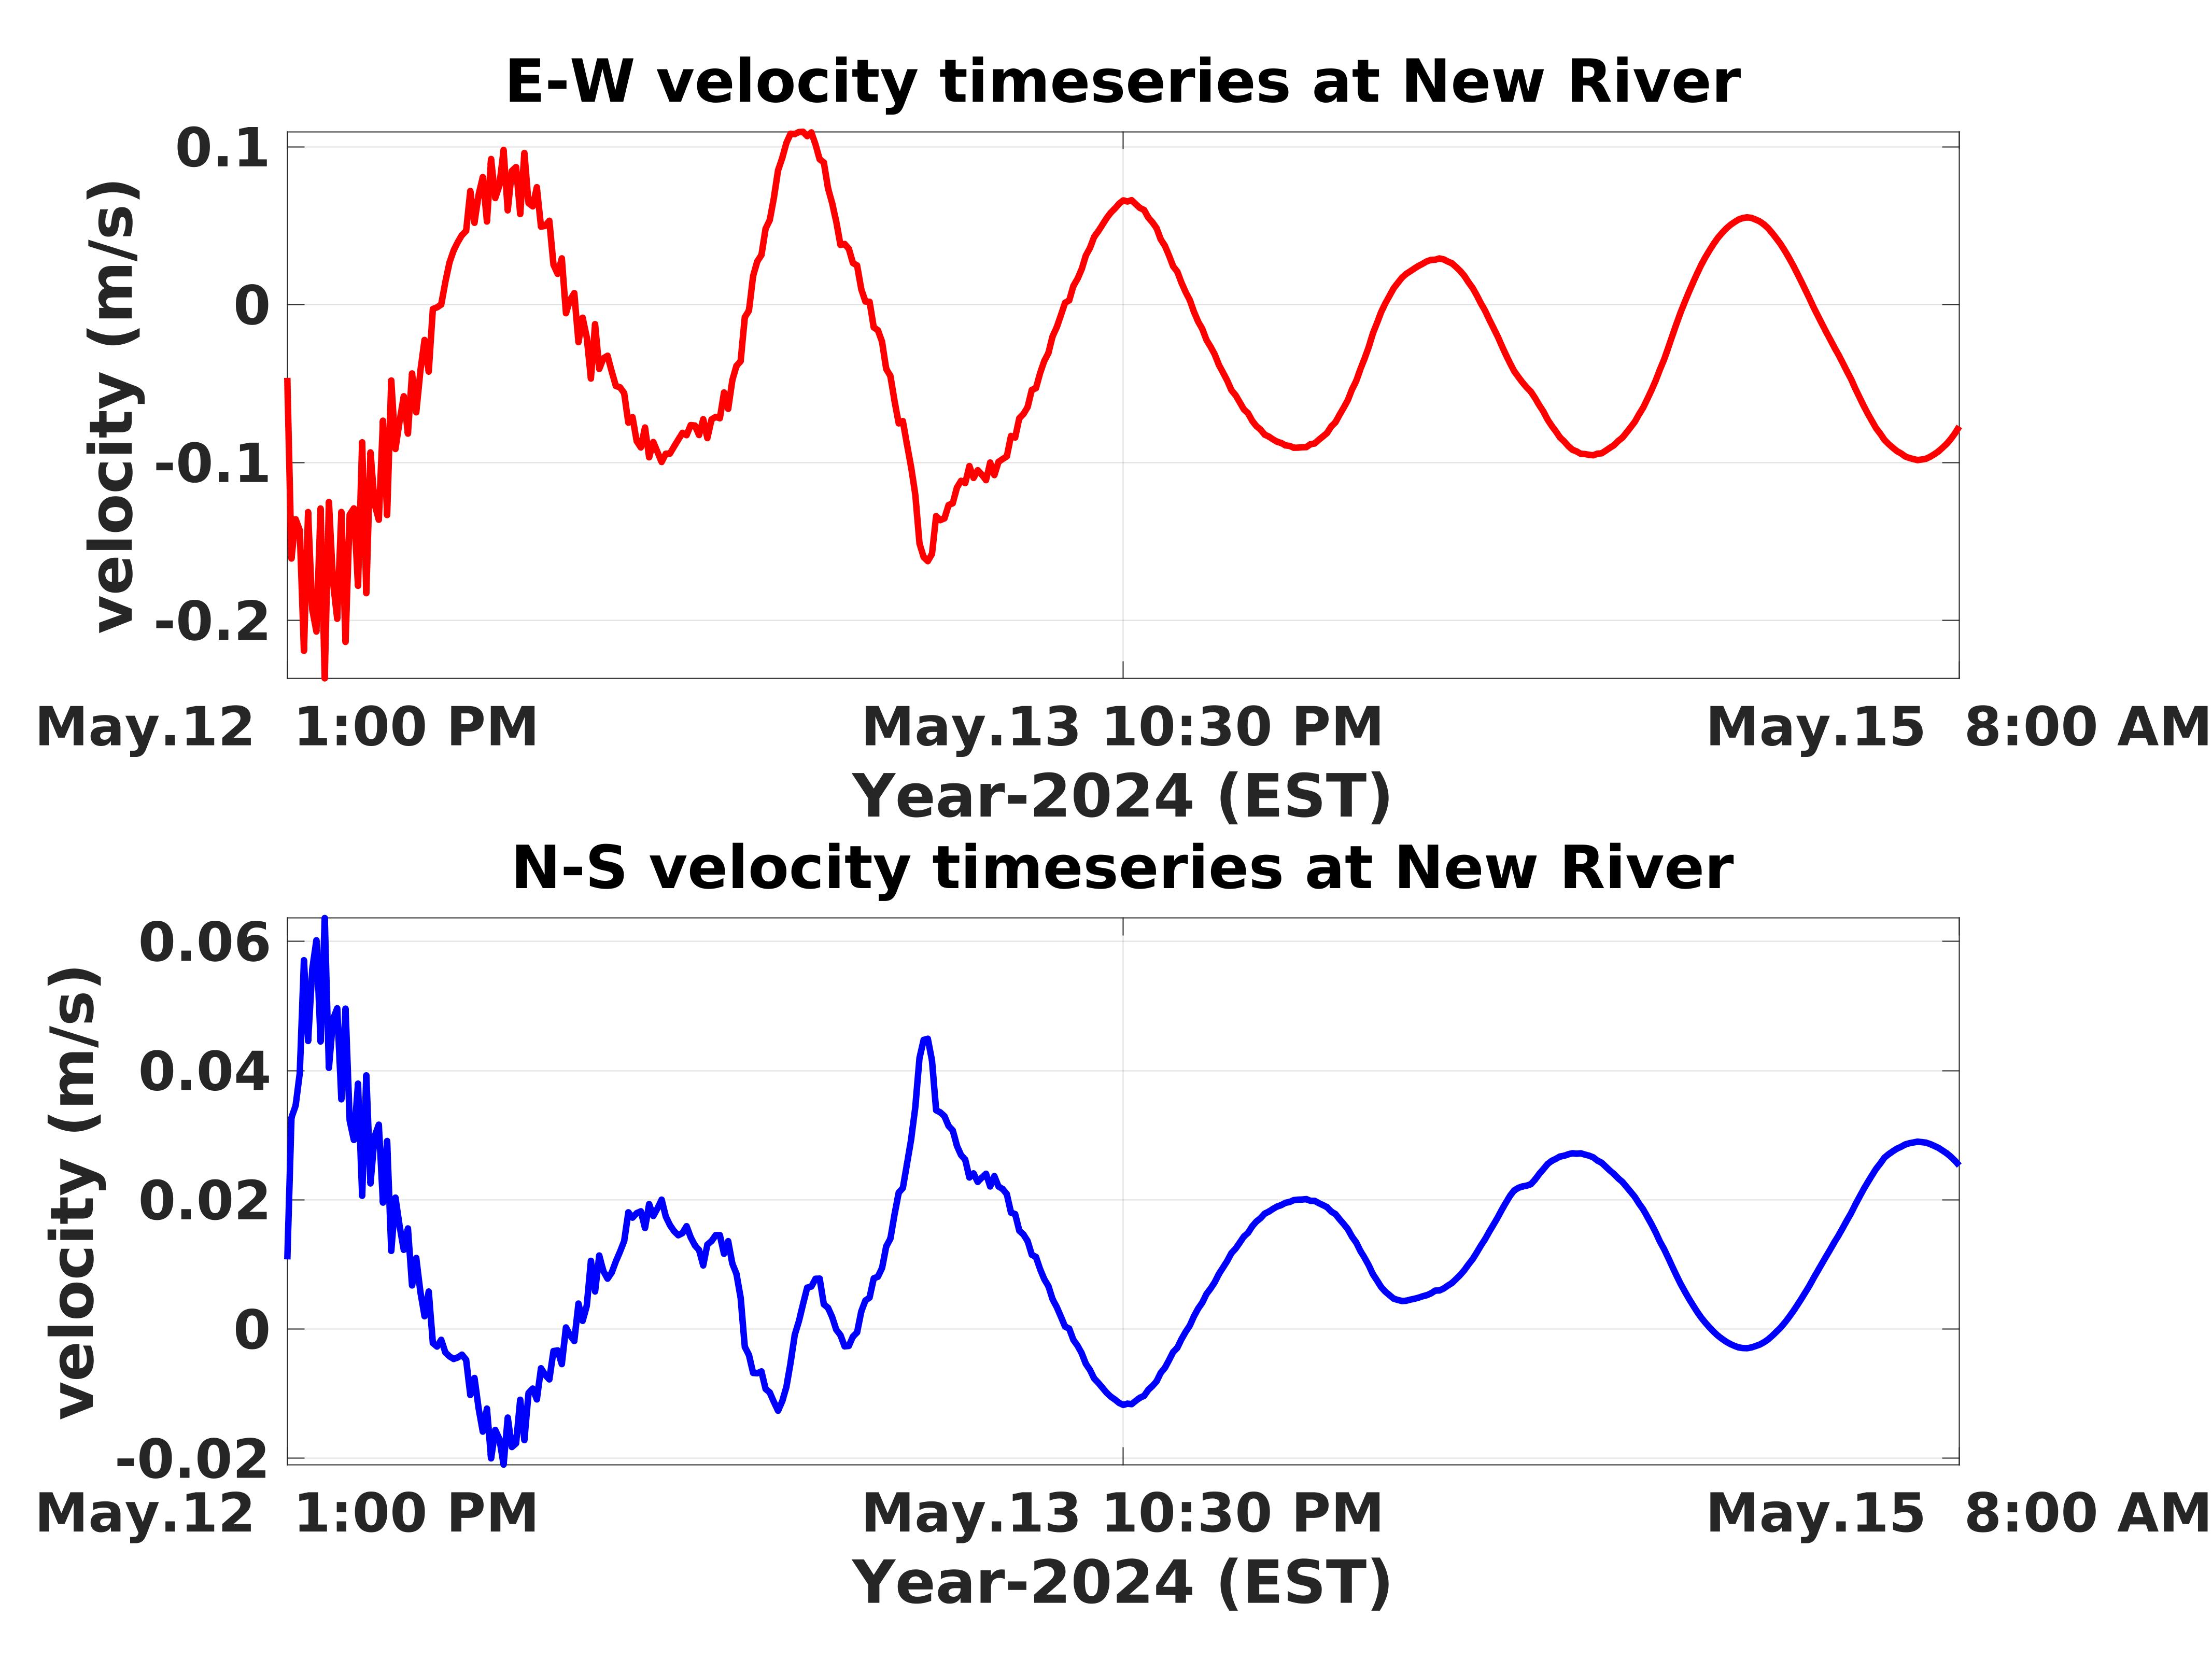 E-W velocity timeseries at New River
velocity (m/s)
0.1
0
-0.1
-0.2
May.12 1:00 PM May.13 10:30 PM May.15 8:00 AM
Year-2024 (EST)
N-S velocity timeseries at New River
velocity (m/s)
0.06
0.04
0.02
0
-0.02
May.12 1:00 PM May.13 10:30 PM May.15 8:00 AM
Year-2024 (EST)